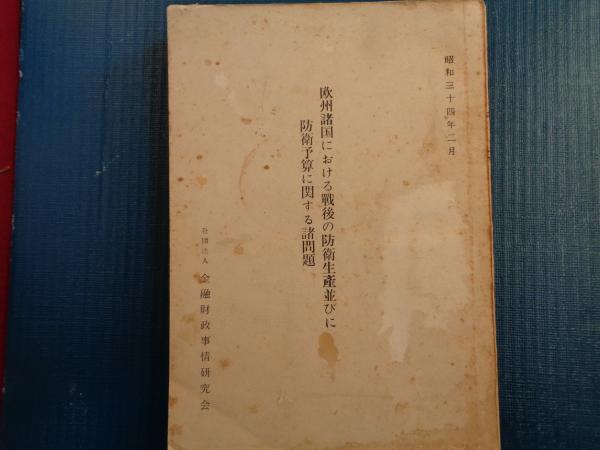 昭和三十四年二月
欧州諸国における戰後の防衛生産並びに
防衛予算に関する諸問題
社団法人 金融財政事情研究会